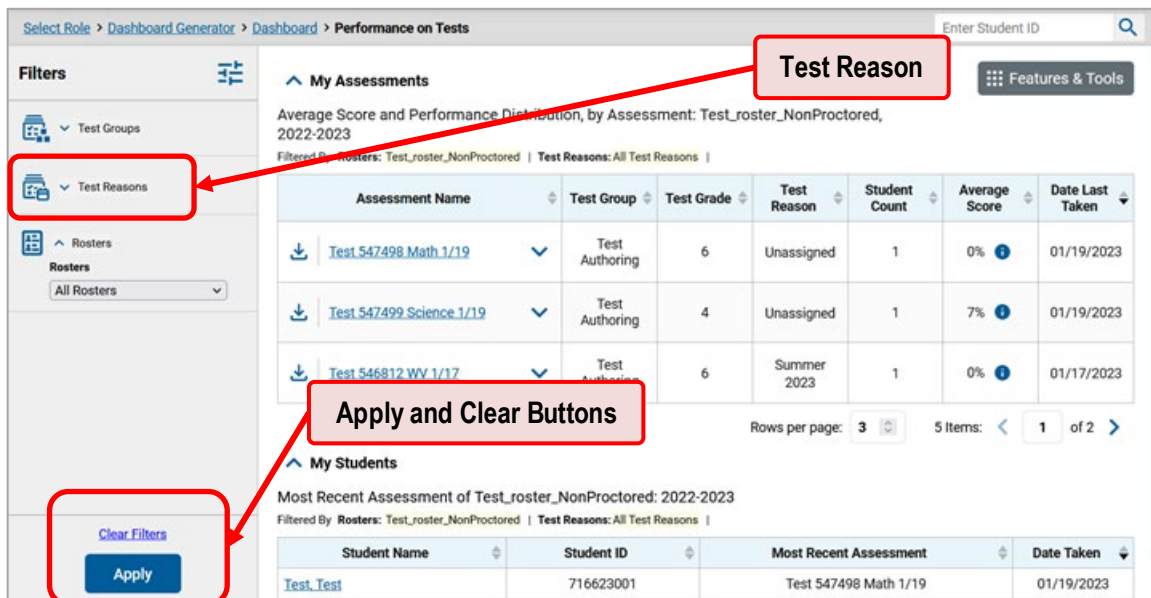 Select Role > Dashboard Generator > Dashboard > Performance on Tests
Enter Student ID
Filters
Test Groups
Test Reasons
Rosters
Rosters
All Rosters
Clear Filters
Apply
Test Reason
Features & Tools
My Assessments
Average Score and Performance Distribution, by Assessment: Test_roster_NonProctored,
2022-2023
Filtered By Rosters: Test_roster_NonProctored | Test Reasons: All Test Reasons |
Assessment Name Test Group Test Grade Test Reason Student Count Average Score Date Last Taken
Test 547498 Math 1/19 Test Authoring 6 Unassigned 1 0% 01/19/2023
Test 547499 Science 1/19 Test Authoring 4 Unassigned 1 7% 01/19/2023
Test 546812 WV 1/17 Test Authoring 6 Summer 2023 1 0% 01/17/2023
Apply and Clear Buttons
Rows per page: 3 5 Items: 1 of 2
My Students
Most Recent Assessment of Test_roster_NonProctored: 2022-2023
Filtered By Rosters: Test_roster_NonProctored | Test Reasons: All Test Reasons |
Student Name Student ID Most Recent Assessment Date Taken
Test, Test 716623001 Test 547498 Math 1/19 01/19/2023